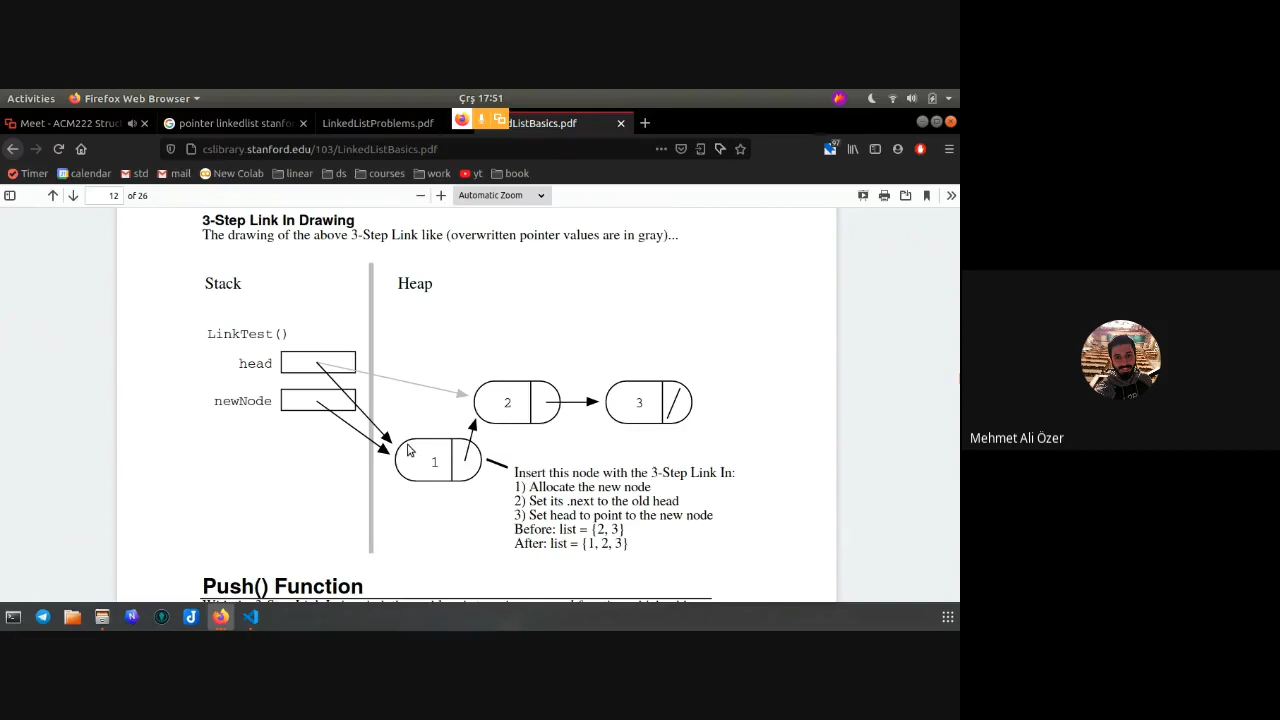 Activities
Firefox Web Browser
Çrş 17:51
Meet - ACM222 Struct
pointer linkedlist stanfo
LinkedListProblems.pdf
dListBasics.pdf
cslibrary.stanford.edu/103/LinkedListBasics.pdf
Timer
calendar
std
mail
New Colab
linear
ds
courses
work
yt
book
12
of 26
Automatic Zoom
3-Step Link In Drawing
The drawing of the above 3-Step Link like (overwritten pointer values are in gray)...
Stack
Heap
LinkTest()
head
newNode
2
3
1
Insert this node with the 3-Step Link In:
1) Allocate the new node
2) Set its .next to the old head
3) Set head to point to the new node
Before: list = {2, 3}
After: list = {1, 2, 3}
Push() Function
Mehmet Ali Özer